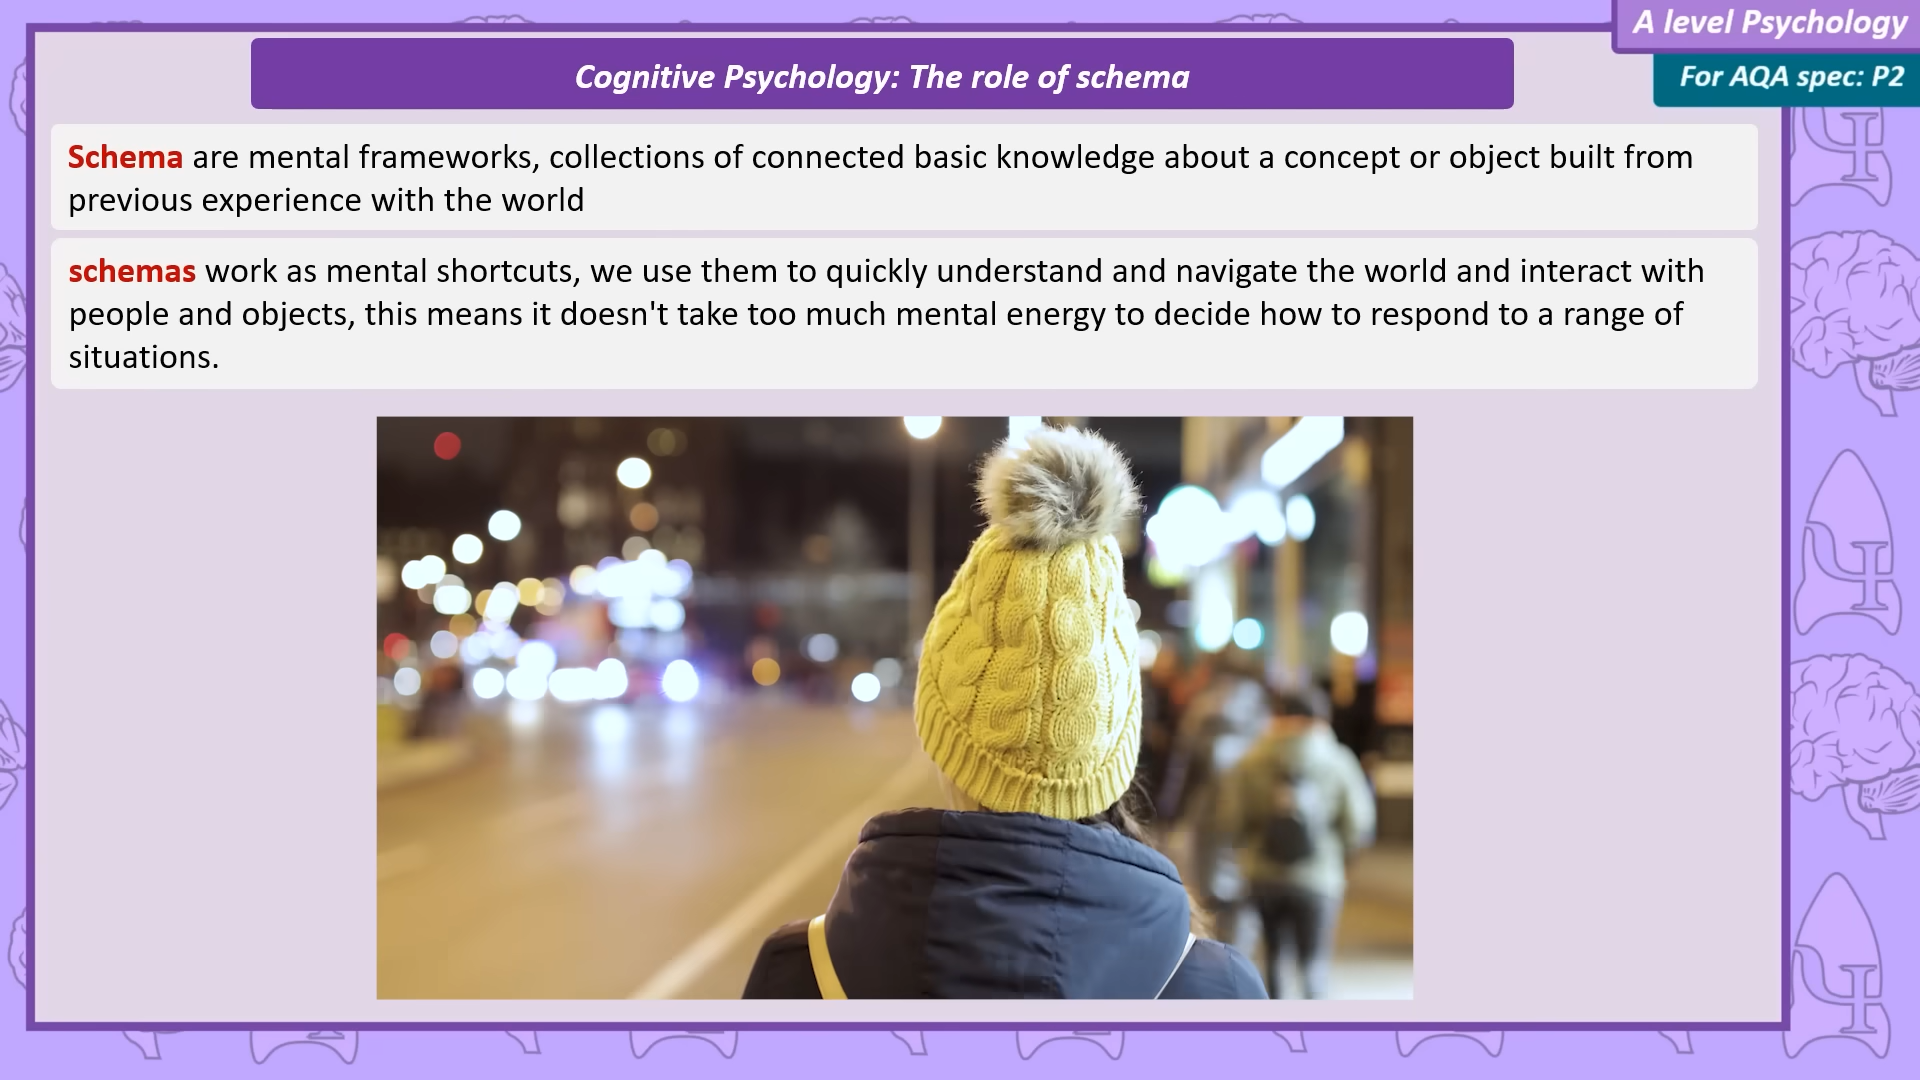 A level Psychology
For AQA spec: P2
Cognitive Psychology: The role of schema
Schema are mental frameworks, collections of connected basic knowledge about a concept or object built from
previous experience with the world
schemas work as mental shortcuts, we use them to quickly understand and navigate the world and interact with
people and objects, this means it doesn't take too much mental energy to decide how to respond to a range of
situations.